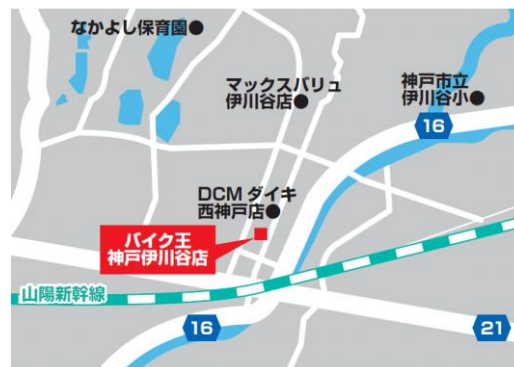 なかよし保育園
マックスバリュ
伊川谷店
神戸市立
伊川谷小
16
DCM ダイキ
西神戸店
バイク王
神戸伊川谷店
山陽新幹線
16
21